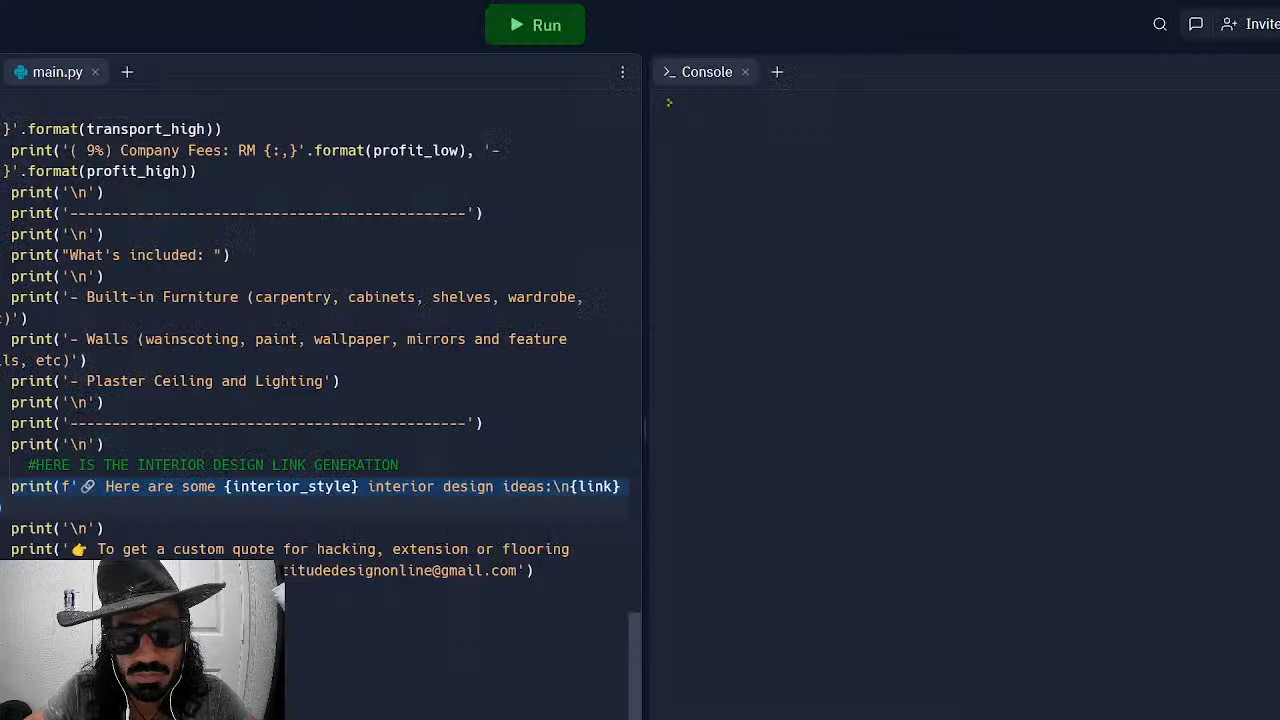 Run
Invite
main.py
Console
}'.format(transport_high))
print('( 9%) Company Fees: RM {:,}'.format(profit_low), '-
}'.format(profit_high))
print('\n')
print('-----------------------------------------------')
print('\n')
print("What's included: ")
print('\n')
print('- Built-in Furniture (carpentry, cabinets, shelves, wardrobe,
c)')
print('- Walls (wainscoting, paint, wallpaper, mirrors and feature
ls, etc)')
print('- Plaster Ceiling and Lighting')
print('\n')
print('-----------------------------------------------')
print('\n')
#HERE IS THE INTERIOR DESIGN LINK GENERATION
print(f'🔗 Here are some {interior_style} interior design ideas:\n{link}
print('\n')
print('👉 To get a custom quote for hacking, extension or flooring
titudedesignonline@gmail.com')